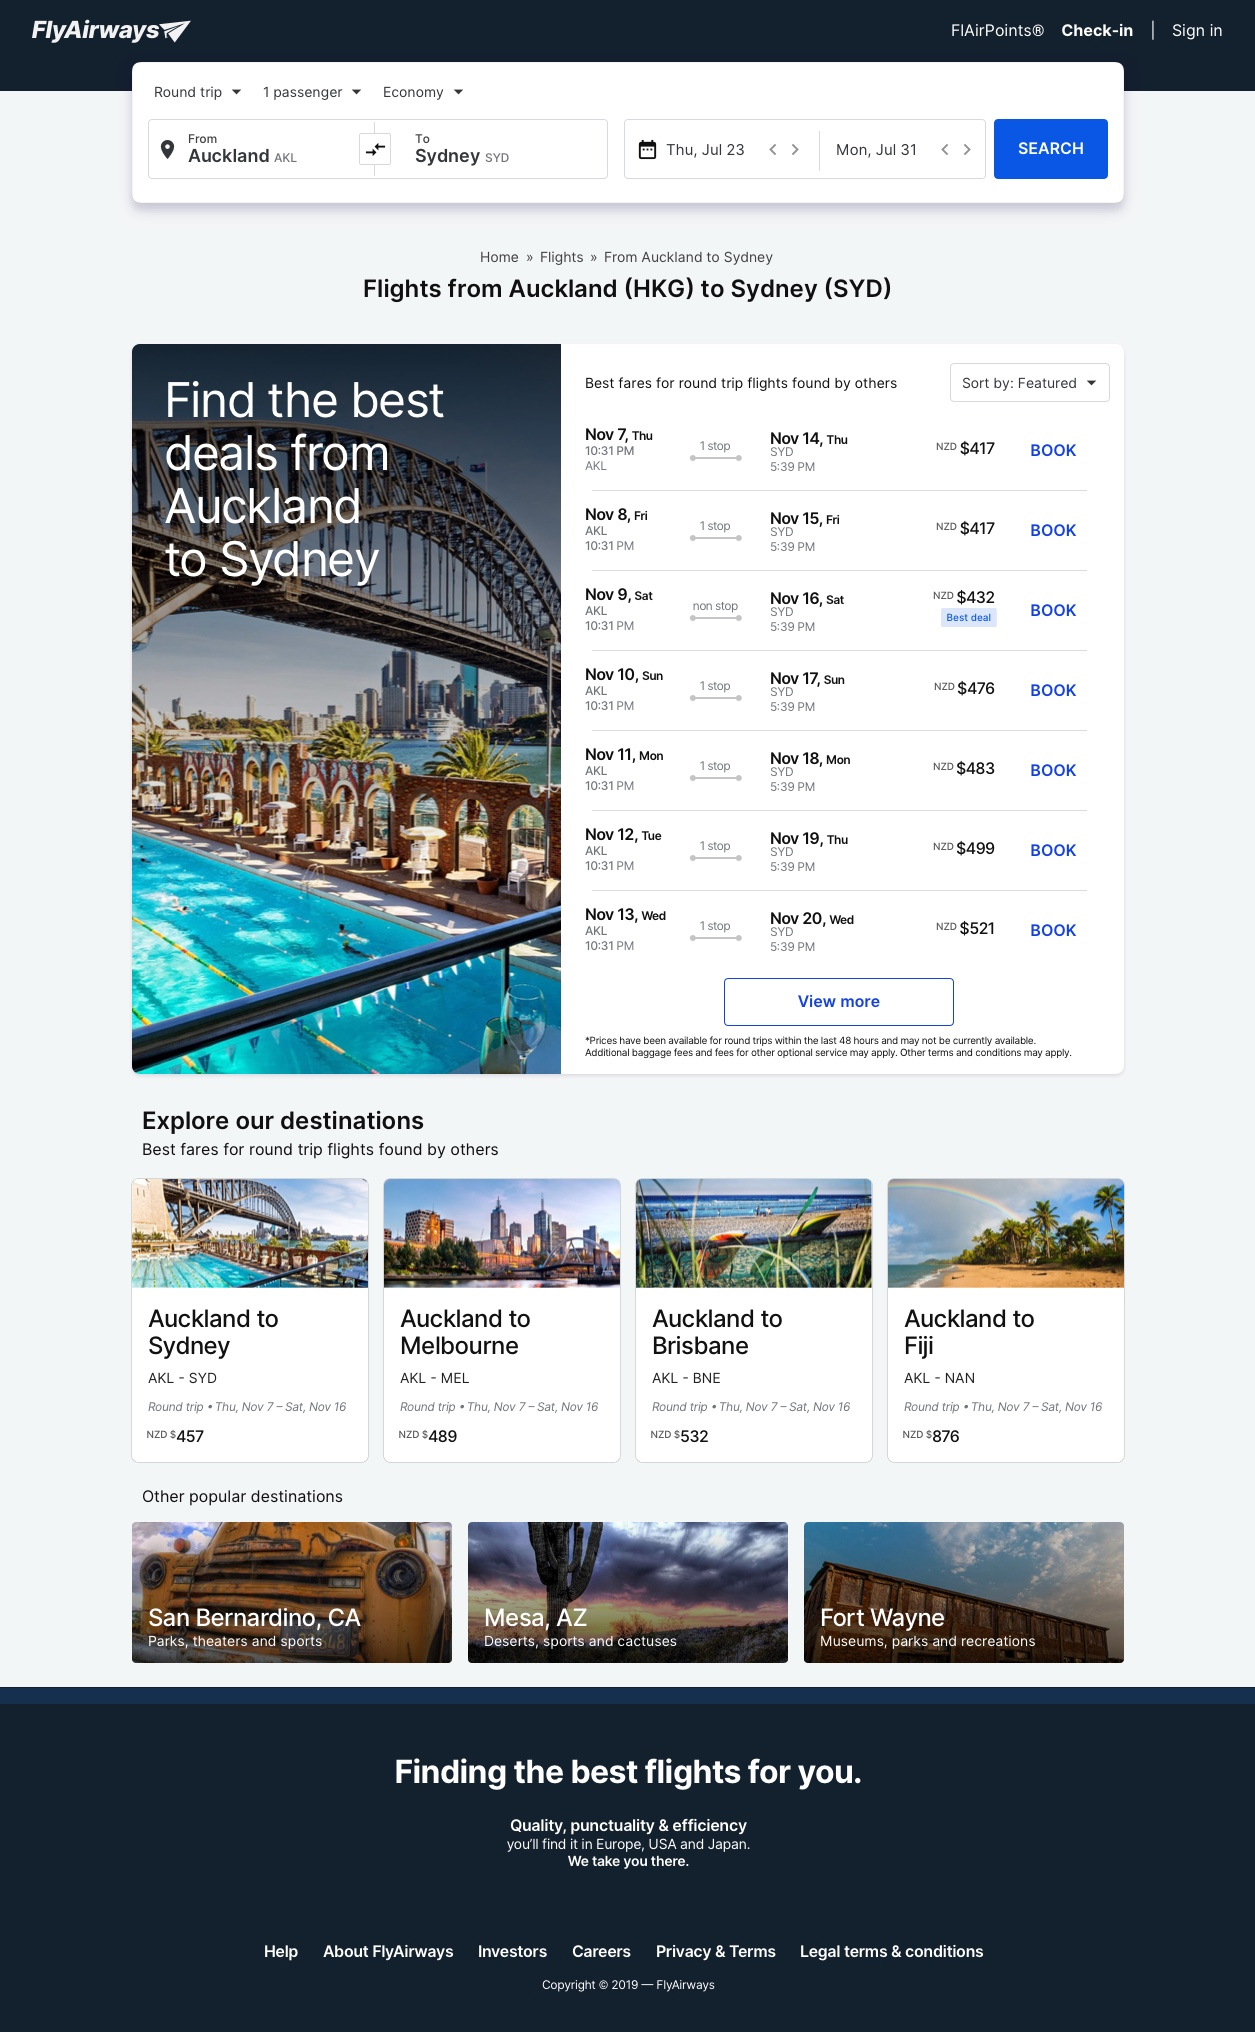 FlyAirways
FlAirPoints® Check-in | Sign in
Round trip 1 passenger Economy
From
Auckland AKL
To
Sydney SYD
Thu, Jul 23
Mon, Jul 31
SEARCH
Home » Flights » From Auckland to Sydney
Flights from Auckland (HKG) to Sydney (SYD)
Find the best
deals from
Auckland
to Sydney
Best fares for round trip flights found by others
Sort by: Featured
Nov 7, Thu
10:31 PM
AKL
1 stop
Nov 14, Thu
SYD
5:39 PM
NZD $417
BOOK
Nov 8, Fri
AKL
10:31 PM
1 stop
Nov 15, Fri
SYD
5:39 PM
NZD $417
BOOK
Nov 9, Sat
AKL
10:31 PM
non stop
Nov 16, Sat
SYD
5:39 PM
NZD $432
Best deal
BOOK
Nov 10, Sun
AKL
10:31 PM
1 stop
Nov 17, Sun
SYD
5:39 PM
NZD $476
BOOK
Nov 11, Mon
AKL
10:31 PM
1 stop
Nov 18, Mon
SYD
5:39 PM
NZD $483
BOOK
Nov 12, Tue
AKL
10:31 PM
1 stop
Nov 19, Thu
SYD
5:39 PM
NZD $499
BOOK
Nov 13, Wed
AKL
10:31 PM
1 stop
Nov 20, Wed
SYD
5:39 PM
NZD $521
BOOK
View more
*Prices have been available for round trips within the last 48 hours and may not be currently available.
Additional baggage fees and fees for other optional service may apply. Other terms and conditions may apply.
Explore our destinations
Best fares for round trip flights found by others
Auckland to
Sydney
AKL - SYD
Round trip • Thu, Nov 7 – Sat, Nov 16
NZD $457
Auckland to
Melbourne
AKL - MEL
Round trip • Thu, Nov 7 – Sat, Nov 16
NZD $489
Auckland to
Brisbane
AKL - BNE
Round trip • Thu, Nov 7 – Sat, Nov 16
NZD $532
Auckland to
Fiji
AKL - NAN
Round trip • Thu, Nov 7 – Sat, Nov 16
NZD $876
Other popular destinations
San Bernardino, CA
Parks, theaters and sports
Mesa, AZ
Deserts, sports and cactuses
Fort Wayne
Museums, parks and recreations
Finding the best flights for you.
Quality, punctuality & efficiency
you'll find it in Europe, USA and Japan.
We take you there.
Help About FlyAirways Investors Careers Privacy & Terms Legal terms & conditions
Copyright © 2019 — FlyAirways